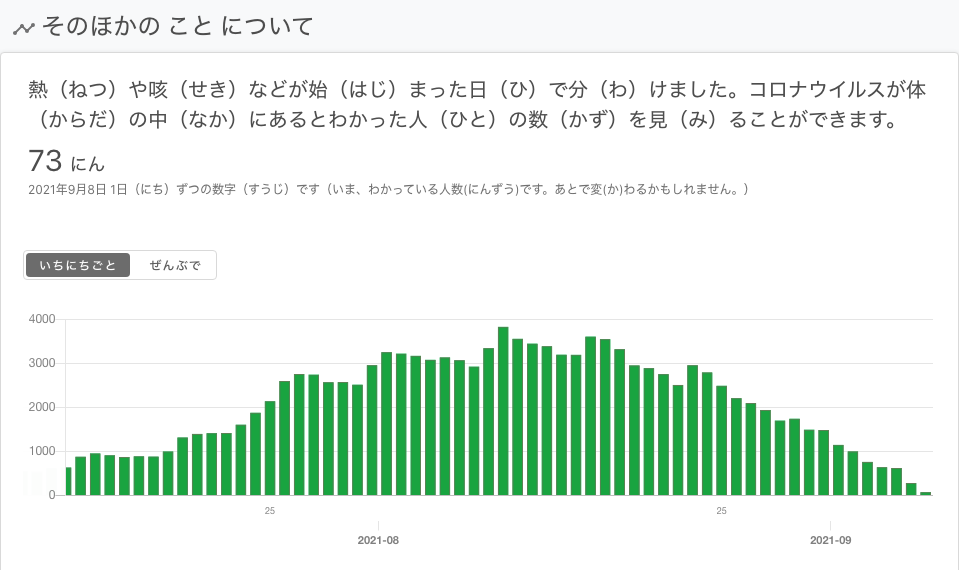 そのほかの こと について
熱（ねつ）や咳（せき）などが始（はじ）まった日（ひ）で分（わ）けました。コロナウイルスが体
（からだ）の中（なか）にあるとわかった人（ひと）の数（かず）を見（み）ることができます。
73 にん
2021年9月8日 1日（にち）ずつの数字（すうじ）です（いま、わかっている人数(にんずう)です。あとで変(か)わるかもしれません。）
いちにちごと ぜんぶで
4000
3000
2000
1000
0
25 25
2021-08 2021-09